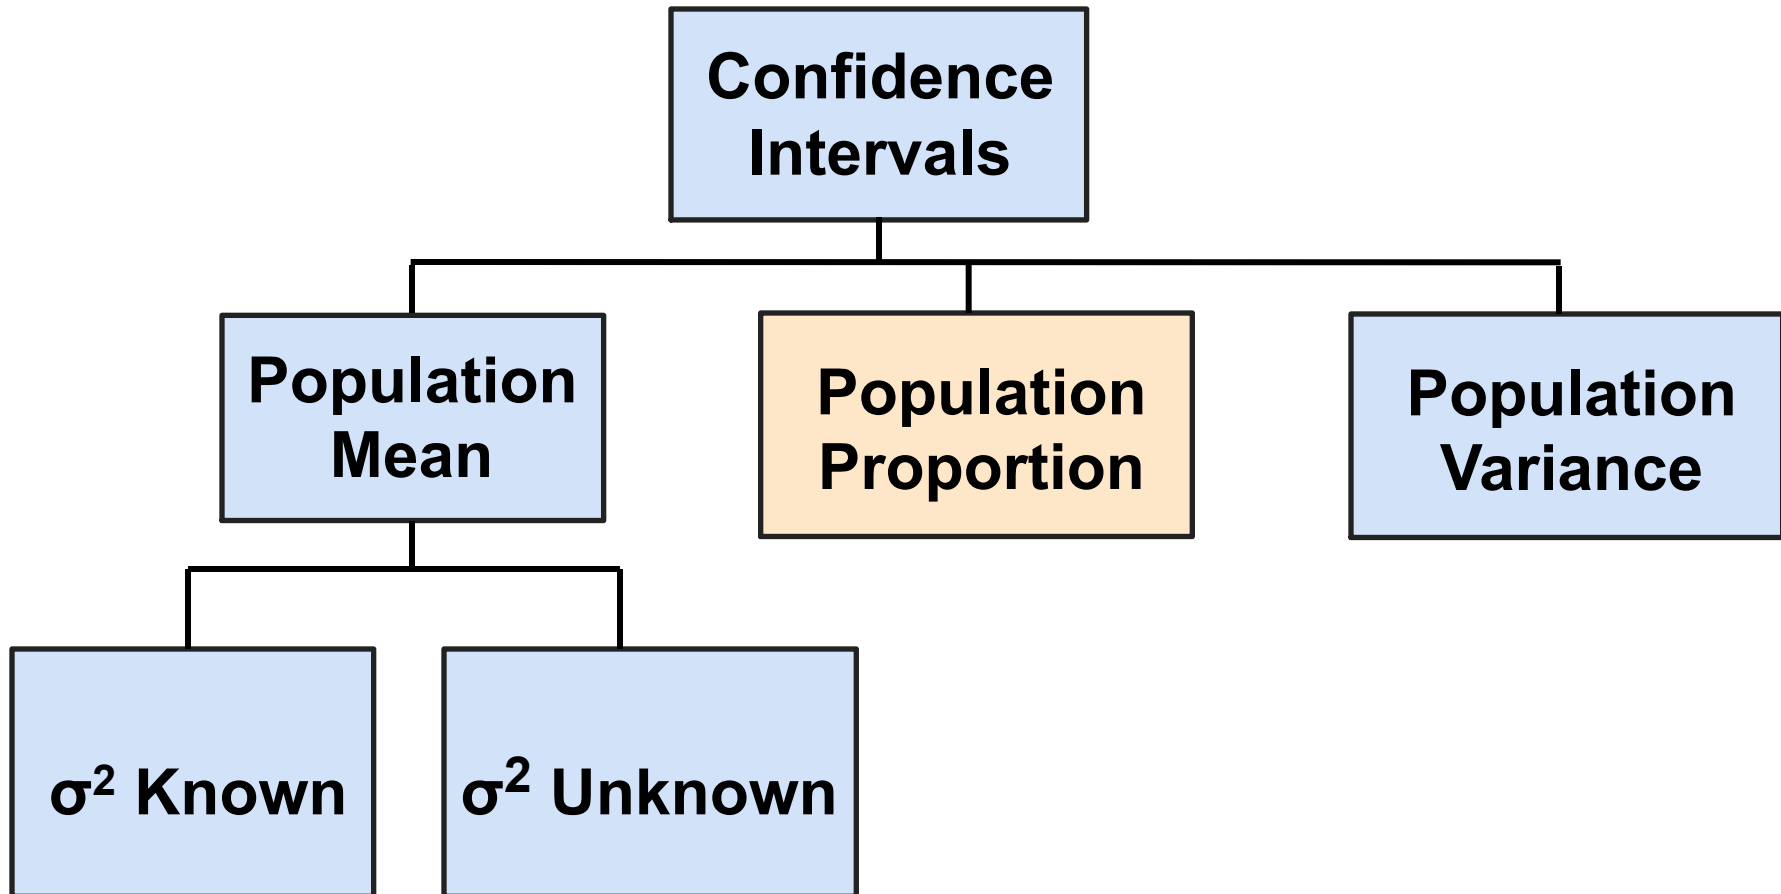 Confidence
Intervals
Population
Mean
Population
Proportion
Population
Variance
σ² Known
σ² Unknown